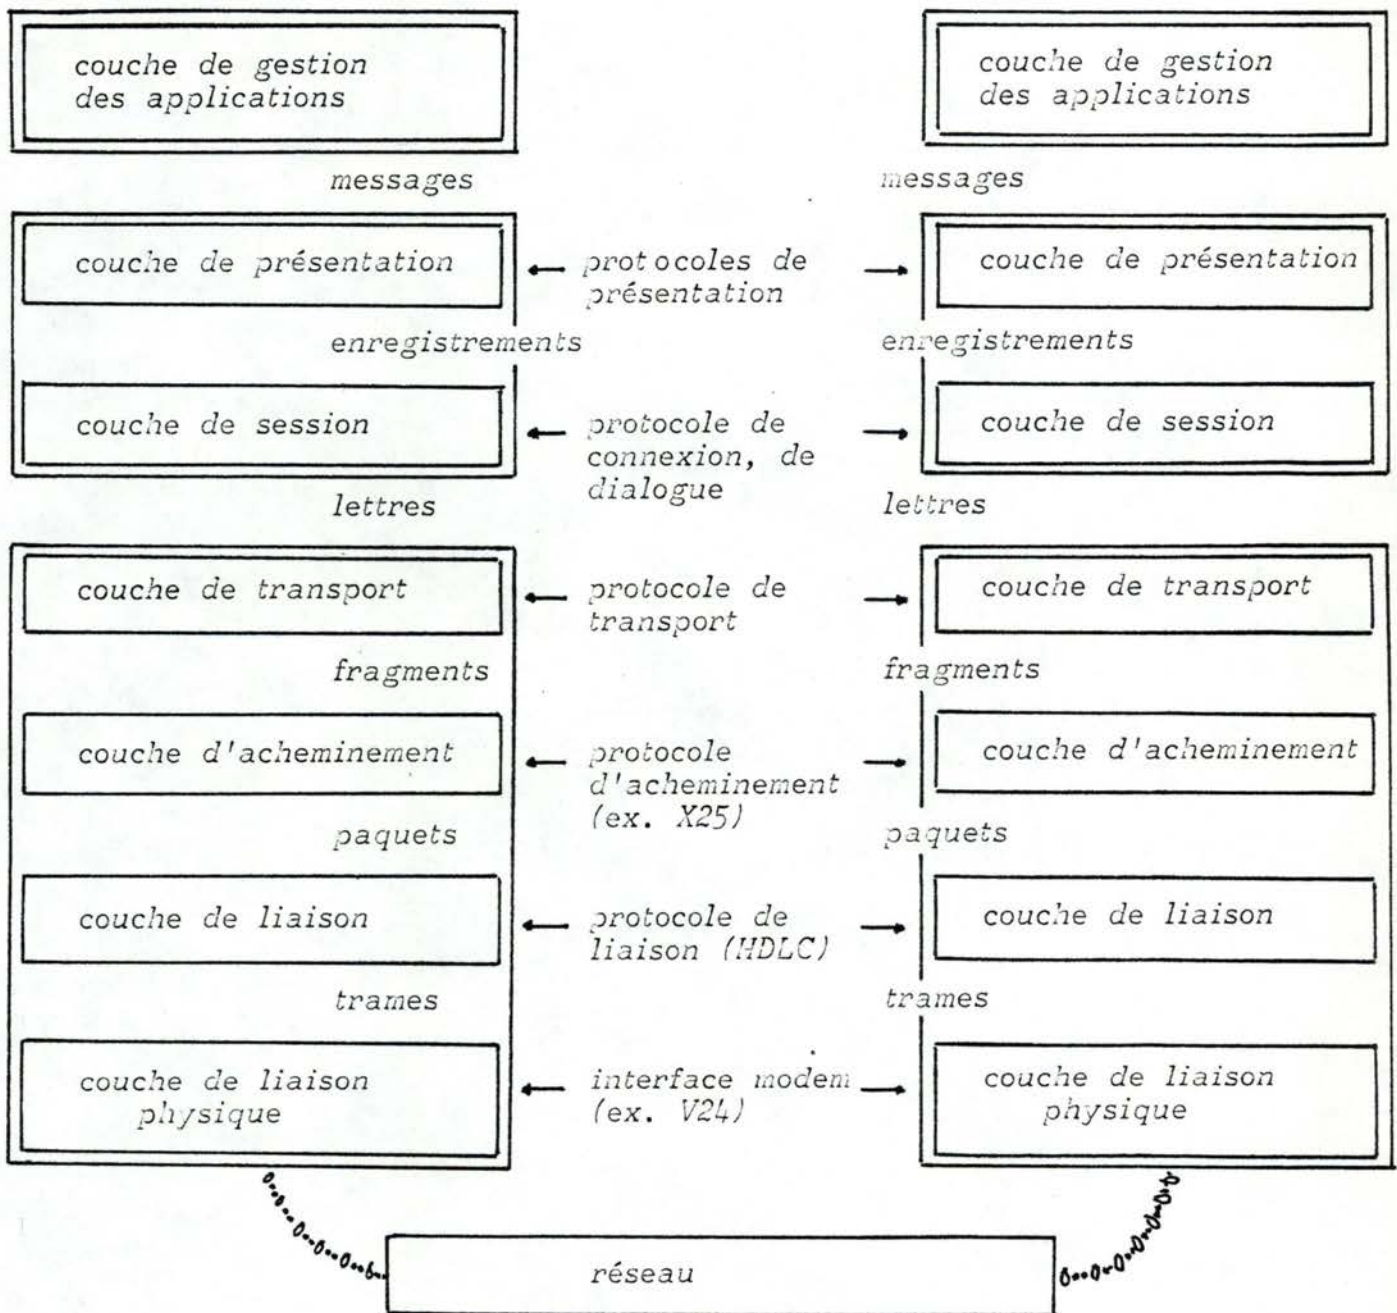 couche de gestion
des applications
couche de gestion
des applications
messages
messages
couche de présentation
protocoles de
présentation
couche de présentation
enregistrements
enregistrements
couche de session
protocole de
connexion, de
dialogue
couche de session
lettres
lettres
couche de transport
protocole de
transport
couche de transport
fragments
fragments
couche d'acheminement
protocole
d'acheminement
(ex. X25)
couche d'acheminement
paquets
paquets
couche de liaison
protocole de
liaison (HDLC)
couche de liaison
trames
trames
couche de liaison
physique
interface modem
(ex. V24)
couche de liaison
physique
réseau